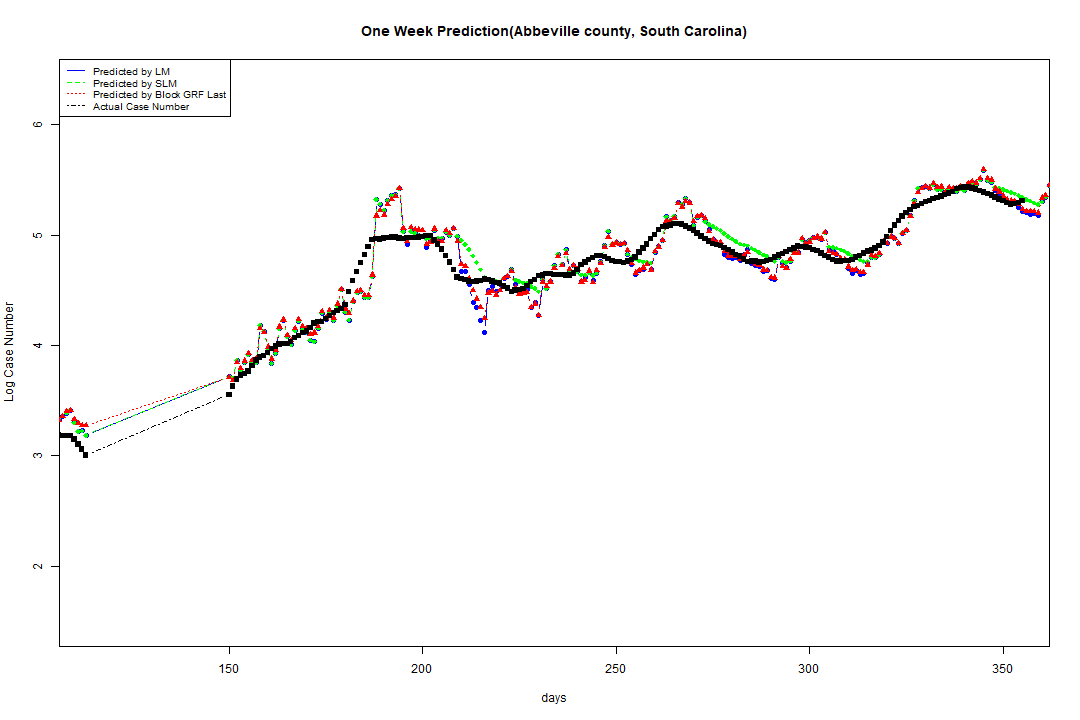 One Week Prediction(Abbeville county, South Carolina)
Predicted by LM
Predicted by SLM
Predicted by Block GRF Last
Actual Case Number
6
5
4
3
2
Log Case Number
150 200 250 300 350
days